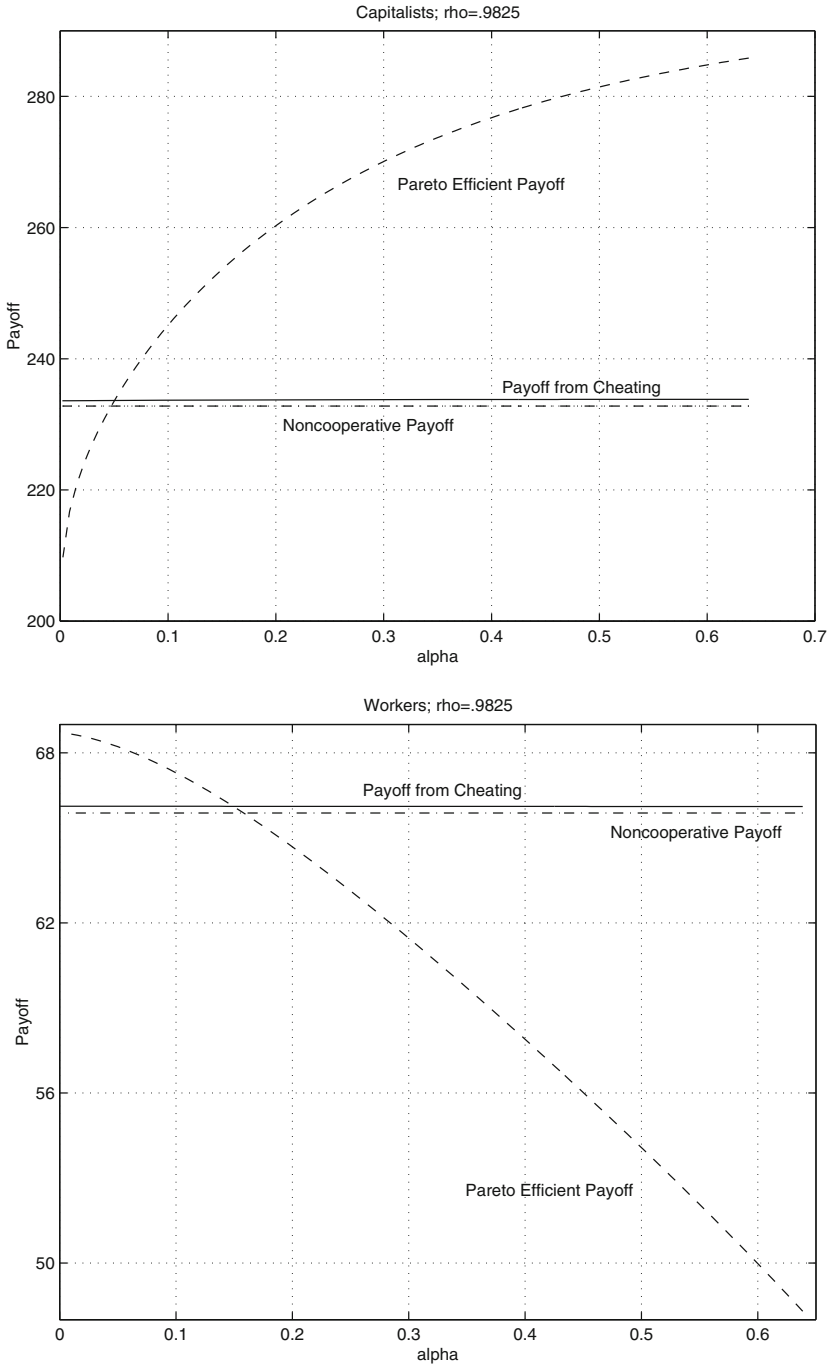 Capitalists; rho=.9825
280
Pareto Efficient Payoff
260
Payoff
240
Payoff from Cheating
Noncooperative Payoff
220
200
0 0.1 0.2 0.3 0.4 0.5 0.6 0.7
alpha
Workers; rho=.9825
68
Payoff from Cheating
Noncooperative Payoff
62
Payoff
56
Pareto Efficient Payoff
50
0 0.1 0.2 0.3 0.4 0.5 0.6
alpha